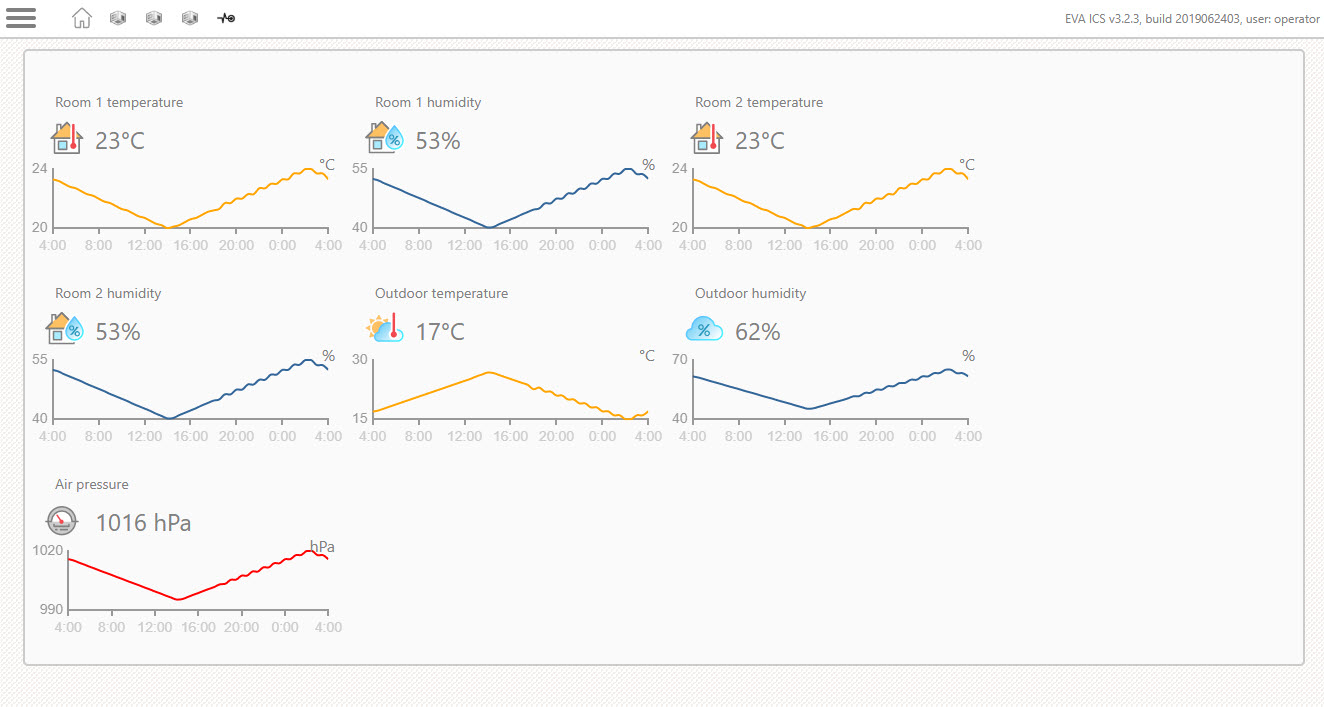 EVA ICS v3.2.3, build 2019062403, user: operator
Room 1 temperature
23°C
°C
24
20
4:00 8:00 12:00 16:00 20:00 0:00 4:00
Room 1 humidity
53%
%
55
40
4:00 8:00 12:00 16:00 20:00 0:00 4:00
Room 2 temperature
23°C
°C
24
20
4:00 8:00 12:00 16:00 20:00 0:00 4:00
Room 2 humidity
%
53%
%
55
40
4:00 8:00 12:00 16:00 20:00 0:00 4:00
Outdoor temperature
17°C
°C
30
15
4:00 8:00 12:00 16:00 20:00 0:00 4:00
Outdoor humidity
%
62%
%
70
40
4:00 8:00 12:00 16:00 20:00 0:00 4:00
Air pressure
1016 hPa
hPa
1020
990
4:00 8:00 12:00 16:00 20:00 0:00 4:00